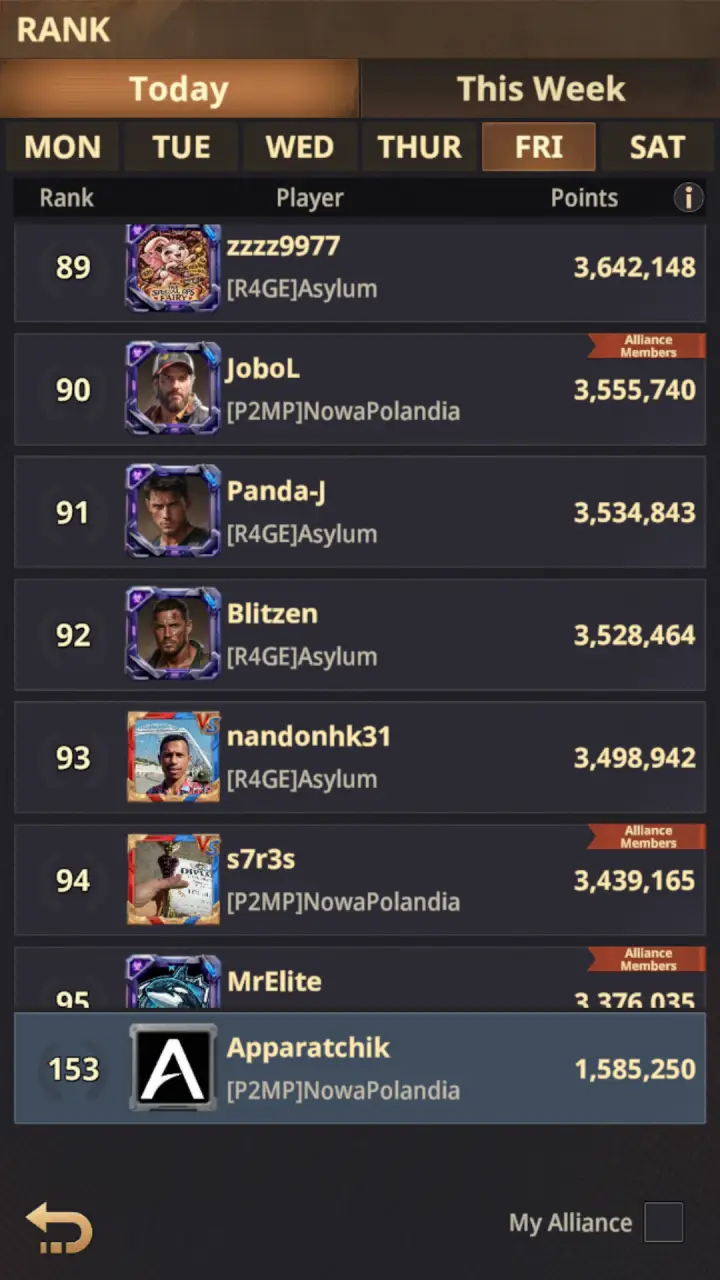 RANK
Today
This Week
MON
TUE
WED
THUR
FRI
SAT
Rank
Player
Points
89
zzzz9977
[R4GE]Asylum
3,642,148
Alliance
Members
90
JoboL
[P2MP]NowaPolandia
3,555,740
91
Panda-J
[R4GE]Asylum
3,534,843
92
Blitzen
[R4GE]Asylum
3,528,464
93
nandonhk31
[R4GE]Asylum
3,498,942
Alliance
Members
94
s7r3s
[P2MP]NowaPolandia
3,439,165
Alliance
Members
95
MrElite
3,376,035
153
Apparatchik
[P2MP]NowaPolandia
1,585,250
My Alliance